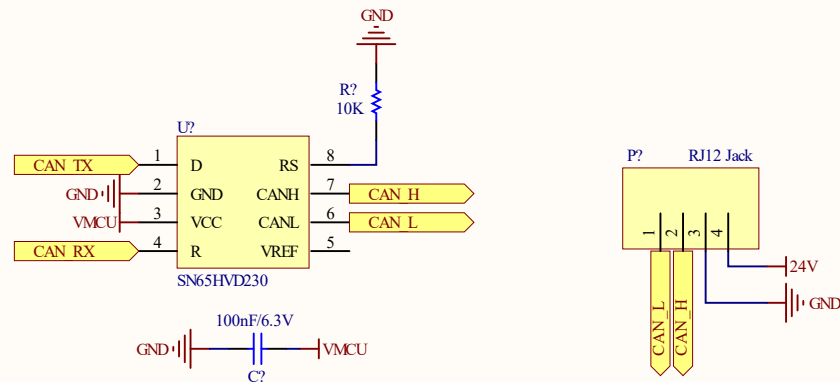 GND
R?
10K
U?
CAN_TX
1
D
RS
8
GND
2
GND
CANH
7
CAN_H
VMCU
3
VCC
CANL
6
CAN_L
CAN_RX
4
R
VREF
5
SN65HVD230
100nF/6.3V
GND
VMCU
C?
P?
RJ12 Jack
1
2
3
4
24V
GND
CAN_L
CAN_H